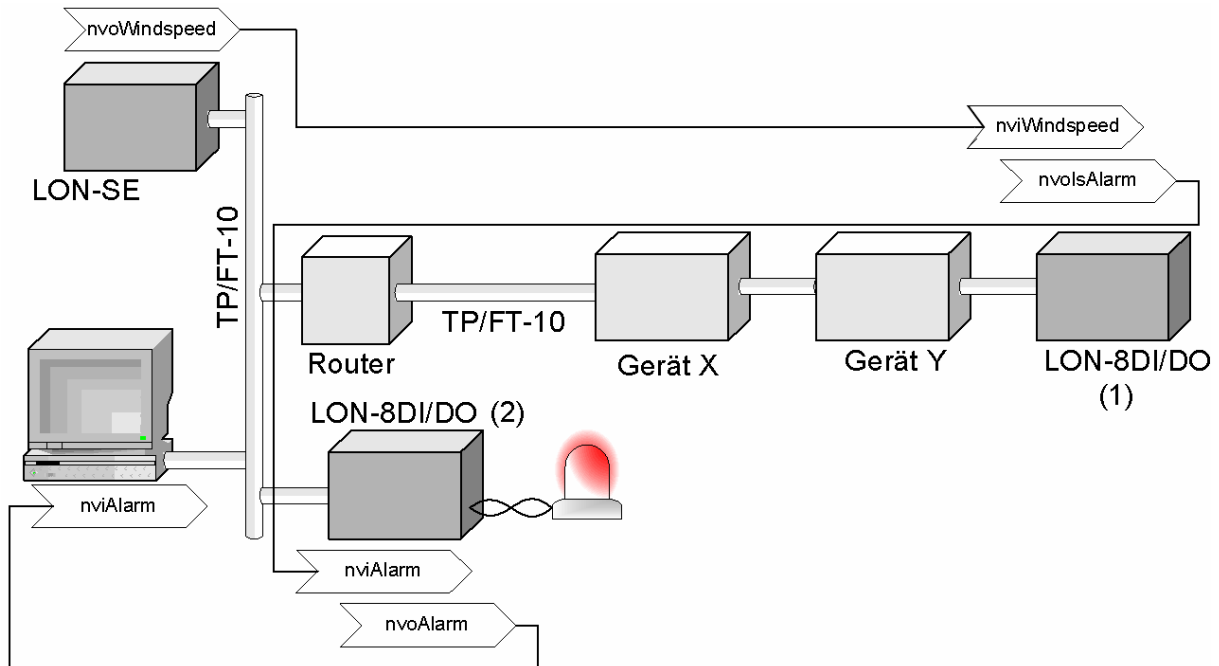 nvoWindspeed
nviWindspeed
nvoIsAlarm
LON-SE
TP/FT-10
TP/FT-10
Router
Gerät X
Gerät Y
LON-8DI/DO
(1)
LON-8DI/DO (2)
nviAlarm
nviAlarm
nvoAlarm